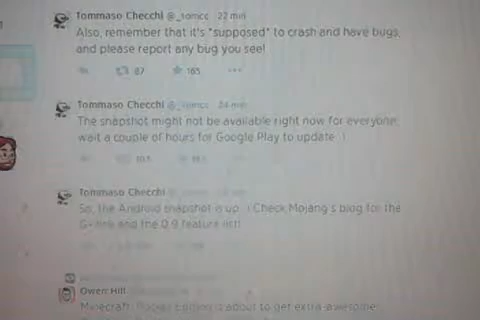 Tommaso Checchi @_tomcc 22 min
Also, remember that it's *supposed* to crash and have bugs,
and please report any bug you see!
87 165
Tommaso Checchi @_tomcc 24 min
The snapshot might not be available right now for everyone,
wait a couple of hours for Google Play to update
103
Tommaso Checchi
So, the Android snapshot is up Check Mojang's blog for the
G+ link and the 0.9 feature list!
Owen Hill
Minecraft: Pocket Edition is about to get extra-awesome